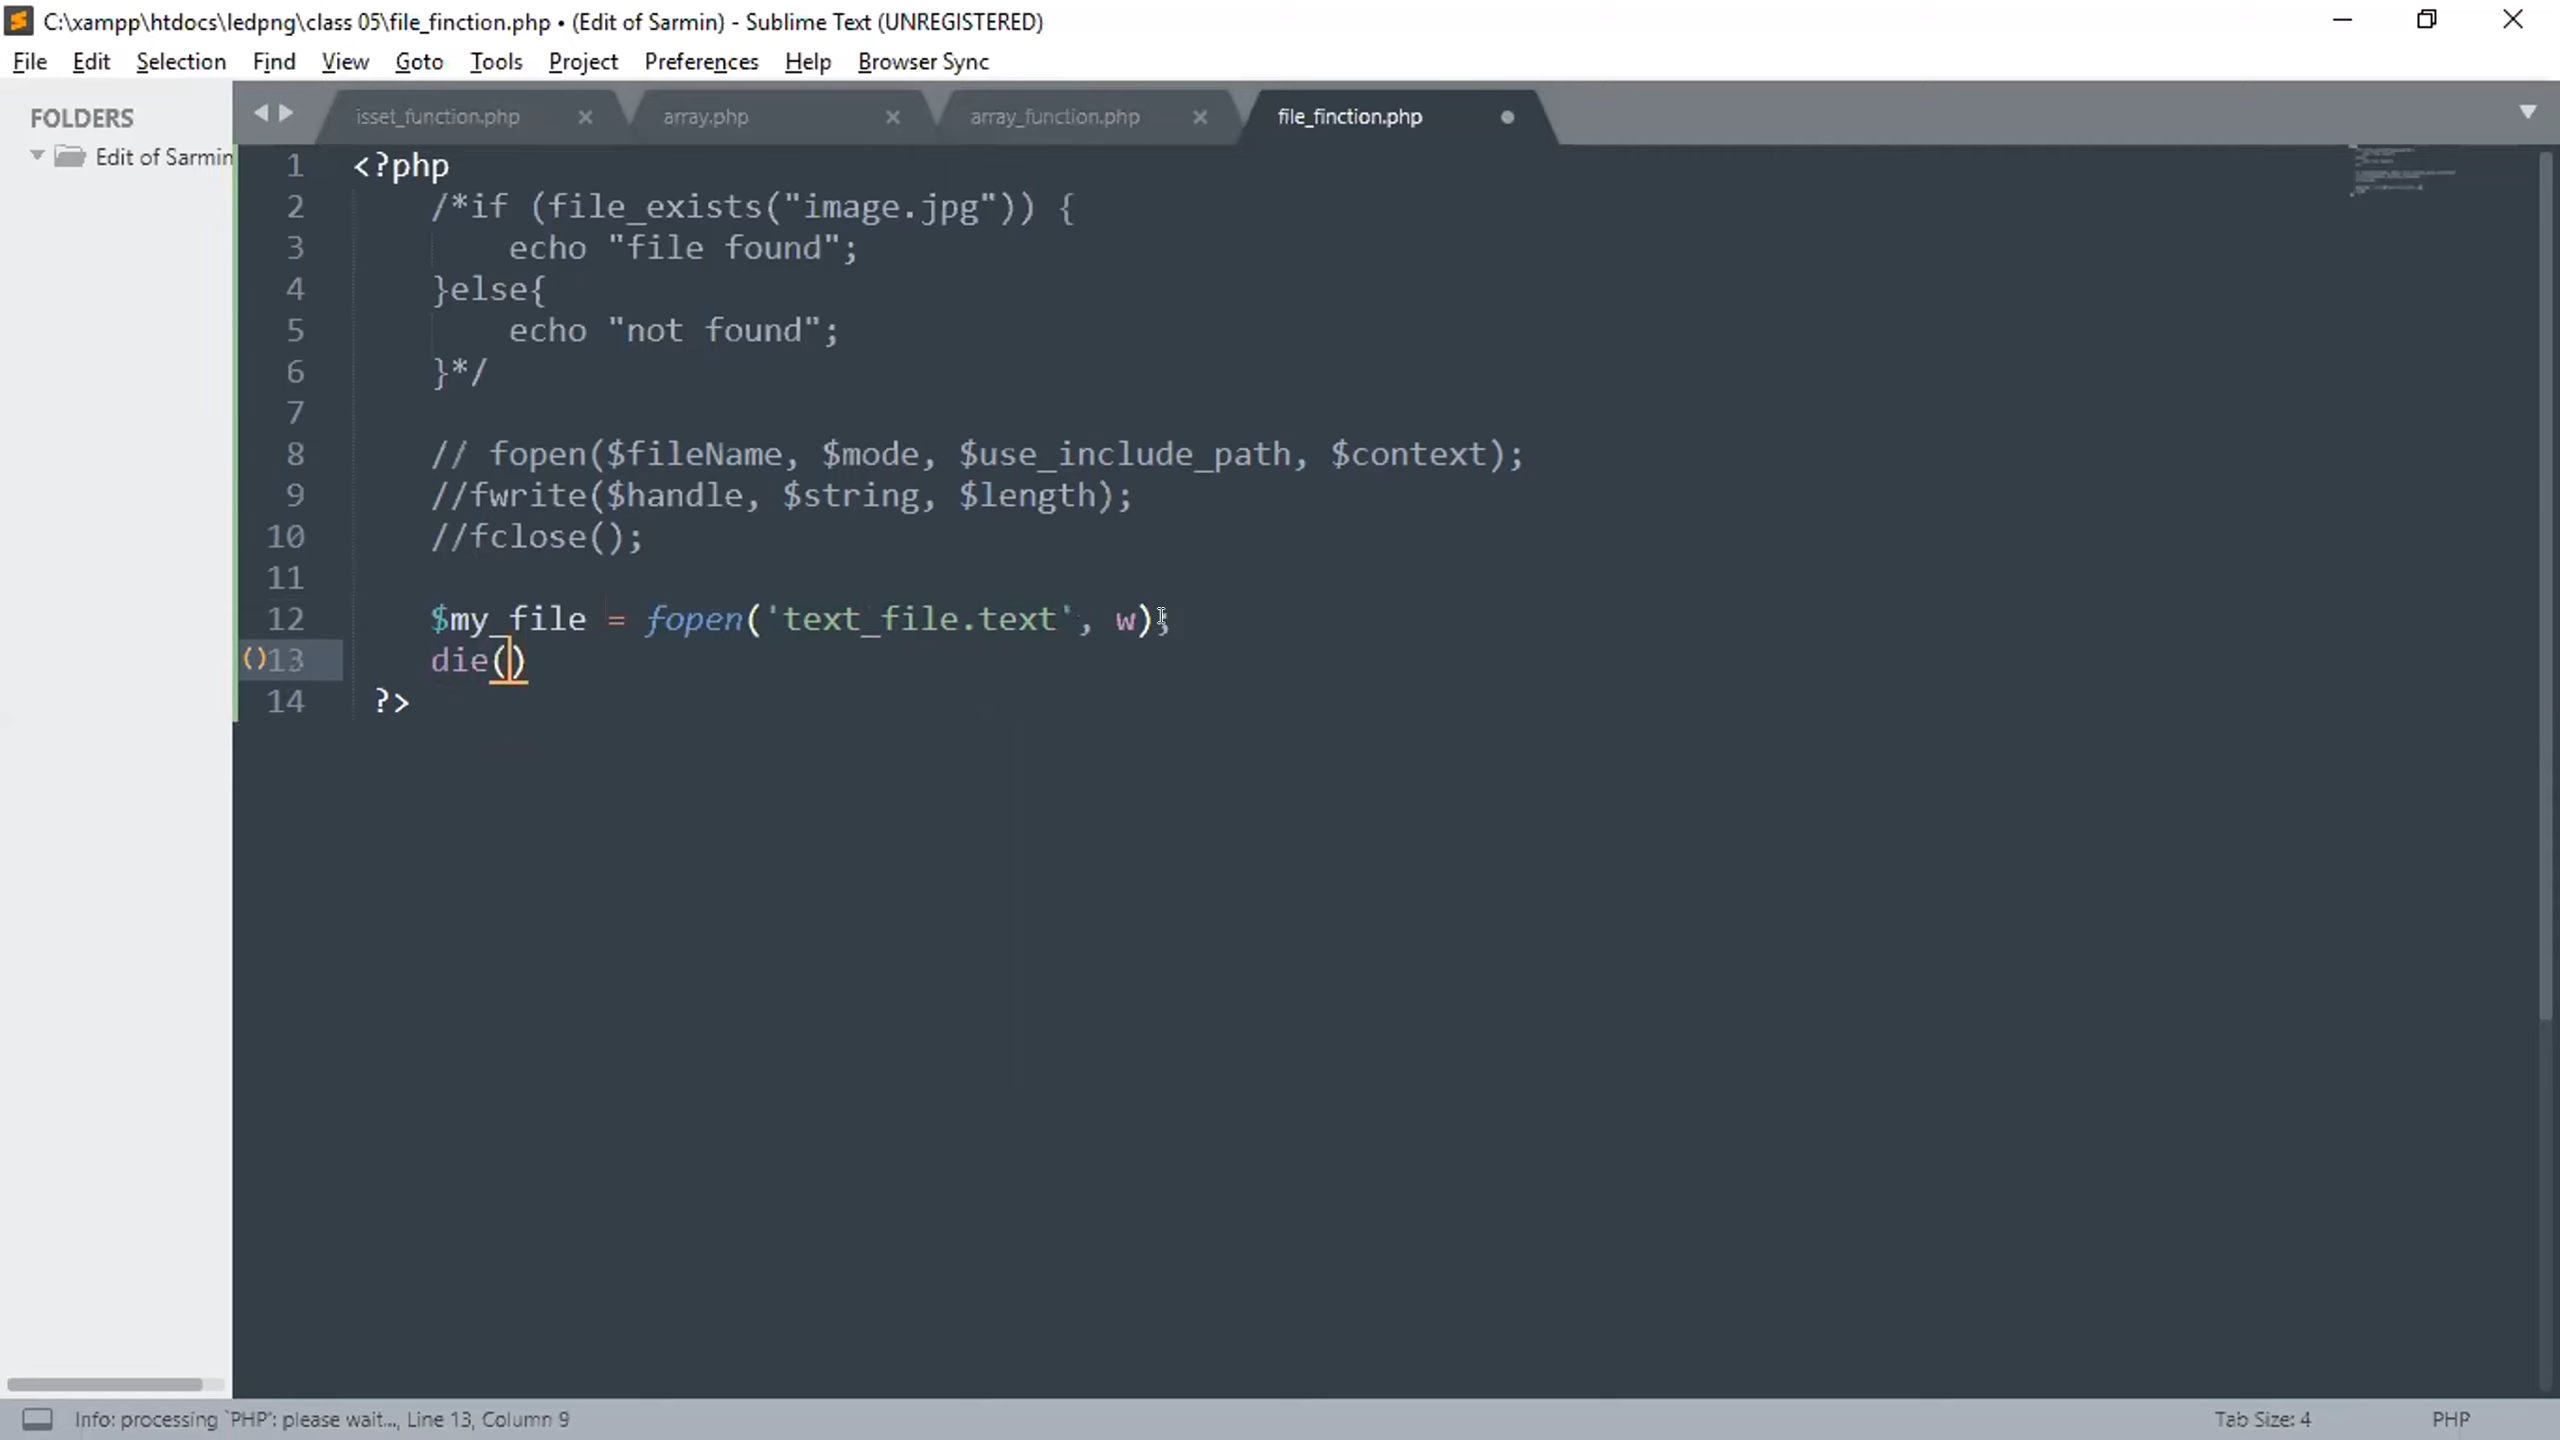 C:\xampp\htdocs\ledpng\class 05\file_finction.php • (Edit of Sarmin) - Sublime Text (UNREGISTERED)
File Edit Selection Find View Goto Tools Project Preferences Help Browser Sync
FOLDERS
Edit of Sarmin
isset_function.php array.php array_function.php file_finction.php
1 <?php
2 /*if (file_exists("image.jpg")) {
3 echo "file found";
4 }else{
5 echo "not found";
6 }*/
7
8 // fopen($fileName, $mode, $use_include_path, $context);
9 //fwrite($handle, $string, $length);
10 //fclose();
11
12 $my_file = fopen('text_file.text', w);
13 die()
14 ?>
Info: processing `PHP`: please wait..., Line 13, Column 9
Tab Size: 4
PHP